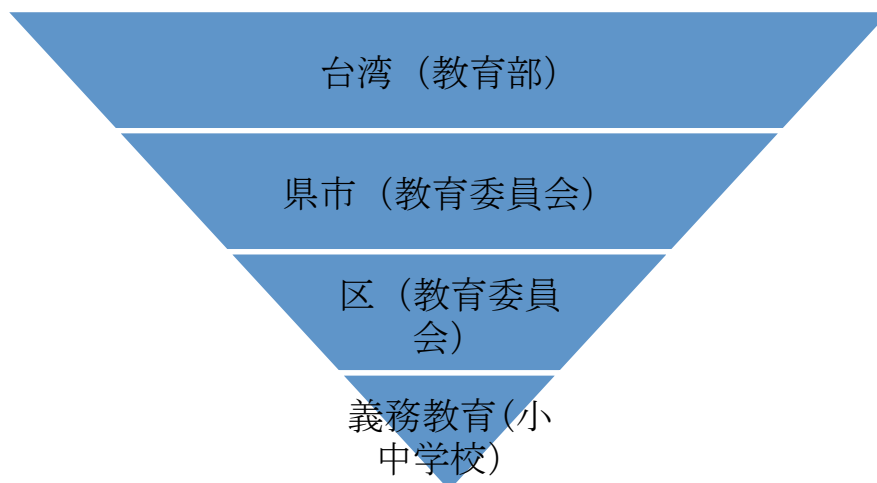 台湾（教育部）
県市（教育委員会）
区（教育委員
会）
義務教育(小
中学校）